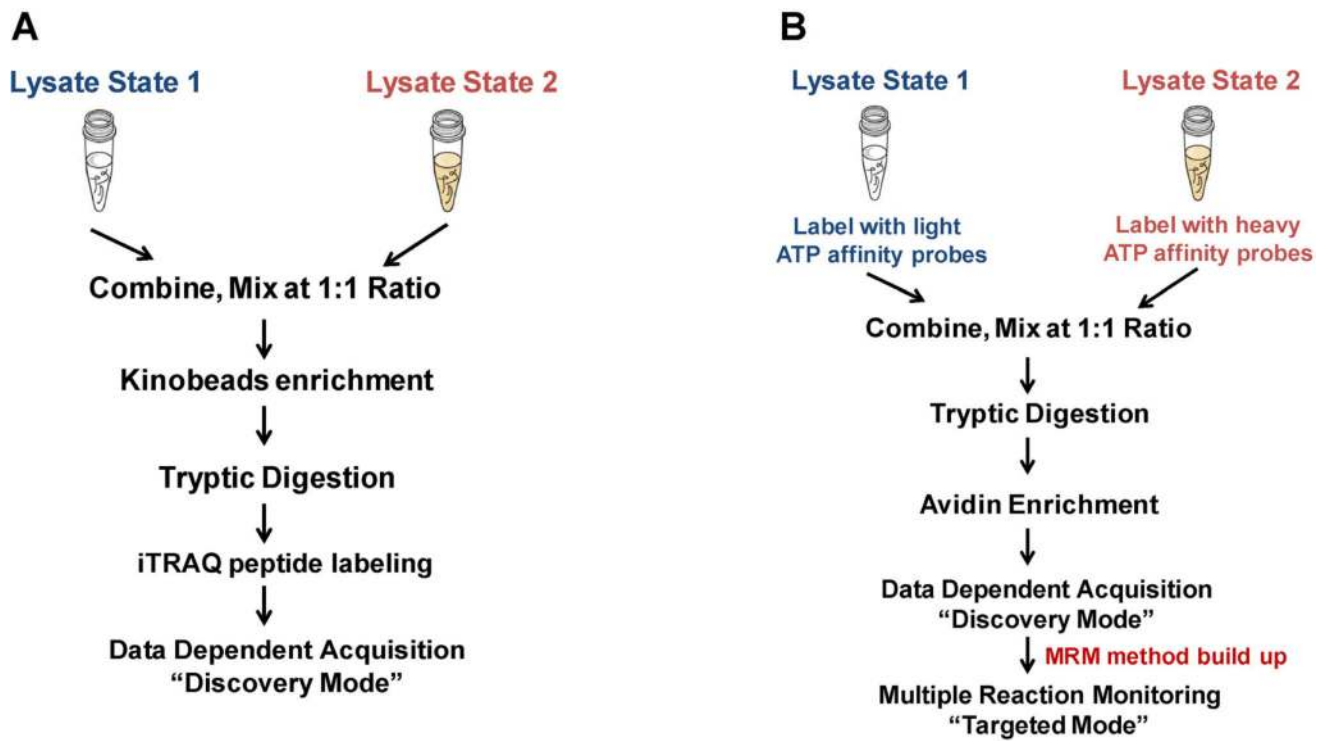 A
Lysate State 1
Lysate State 2
Combine, Mix at 1:1 Ratio
Kinobeads enrichment
Tryptic Digestion
iTRAQ peptide labeling
Data Dependent Acquisition
“Discovery Mode”
B
Lysate State 1
Lysate State 2
Label with light
ATP affinity probes
Label with heavy
ATP affinity probes
Combine, Mix at 1:1 Ratio
Tryptic Digestion
Avidin Enrichment
Data Dependent Acquisition
“Discovery Mode”
MRM method build up
Multiple Reaction Monitoring
“Targeted Mode”